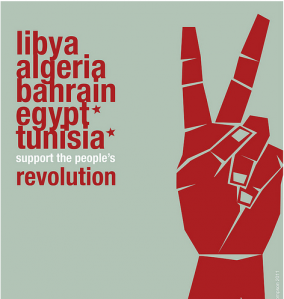 libya
algeria
bahrain
egypt*
tunisia*
support the people's
revolution